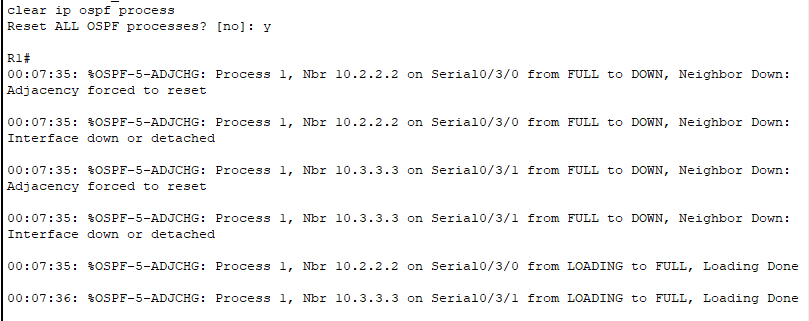 clear ip ospf process
Reset ALL OSPF processes? [no]: y
R1#
00:07:35: %OSPF-5-ADJCHG: Process 1, Nbr 10.2.2.2 on Serial0/3/0 from FULL to DOWN, Neighbor Down:
Adjacency forced to reset
00:07:35: %OSPF-5-ADJCHG: Process 1, Nbr 10.2.2.2 on Serial0/3/0 from FULL to DOWN, Neighbor Down:
Interface down or detached
00:07:35: %OSPF-5-ADJCHG: Process 1, Nbr 10.3.3.3 on Serial0/3/1 from FULL to DOWN, Neighbor Down:
Adjacency forced to reset
00:07:35: %OSPF-5-ADJCHG: Process 1, Nbr 10.3.3.3 on Serial0/3/1 from FULL to DOWN, Neighbor Down:
Interface down or detached
00:07:35: %OSPF-5-ADJCHG: Process 1, Nbr 10.2.2.2 on Serial0/3/0 from LOADING to FULL, Loading Done
00:07:36: %OSPF-5-ADJCHG: Process 1, Nbr 10.3.3.3 on Serial0/3/1 from LOADING to FULL, Loading Done